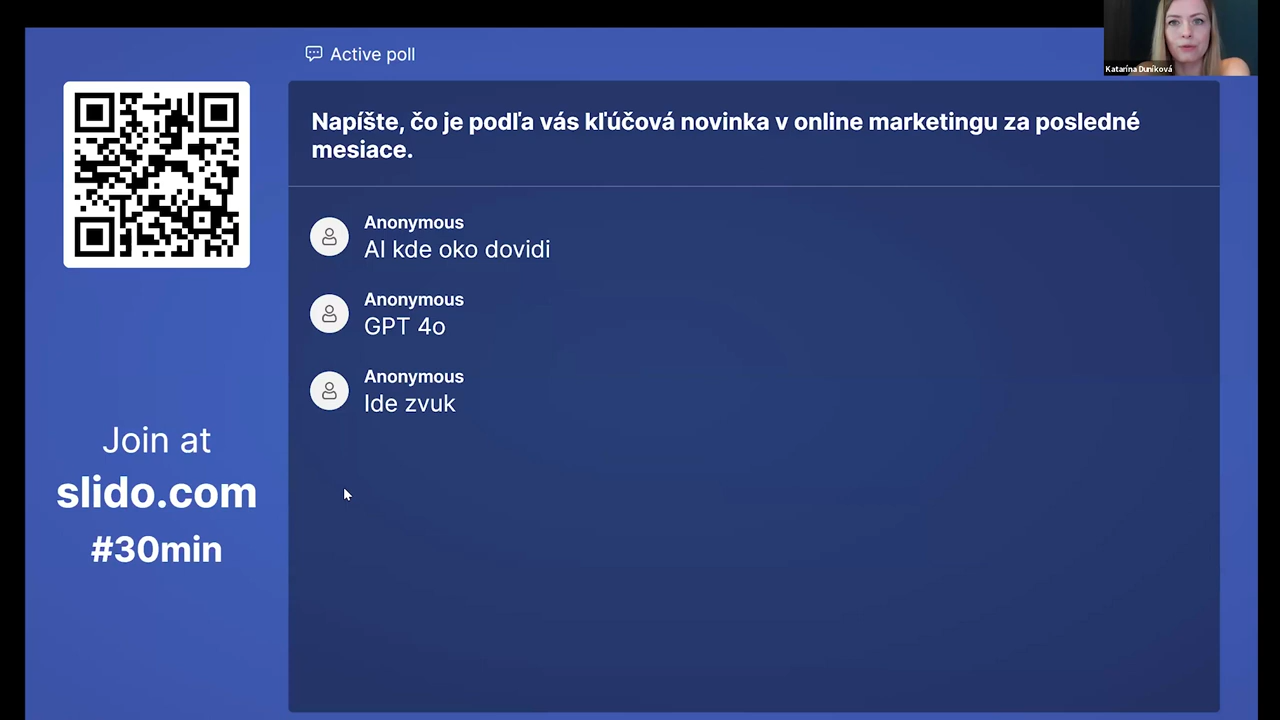 Active poll
Katarína Duníková
Napíšte, čo je podľa vás kľúčová novinka v online marketingu za posledné
mesiace.
Anonymous
AI kde oko dovidi
Anonymous
GPT 4o
Anonymous
Ide zvuk
Join at
slido.com
#30min